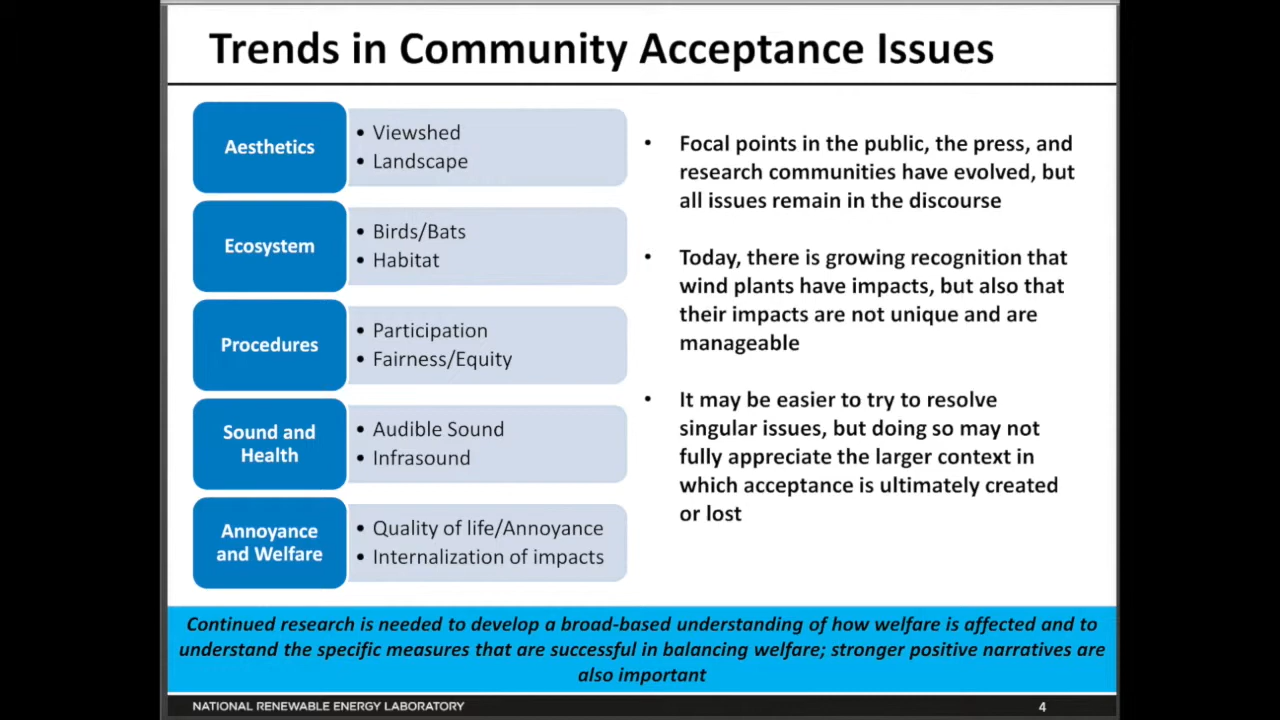 Trends in Community Acceptance Issues
Aesthetics
• Viewshed
• Landscape
Ecosystem
• Birds/Bats
• Habitat
Procedures
• Participation
• Fairness/Equity
Sound and
Health
• Audible Sound
• Infrasound
Annoyance
and Welfare
• Quality of life/Annoyance
• Internalization of impacts
• Focal points in the public, the press, and
research communities have evolved, but
all issues remain in the discourse
• Today, there is growing recognition that
wind plants have impacts, but also that
their impacts are not unique and are
manageable
• It may be easier to try to resolve
singular issues, but doing so may not
fully appreciate the larger context in
which acceptance is ultimately created
or lost
Continued research is needed to develop a broad-based understanding of how welfare is affected and to
understand the specific measures that are successful in balancing welfare; stronger positive narratives are
also important
NATIONAL RENEWABLE ENERGY LABORATORY
4